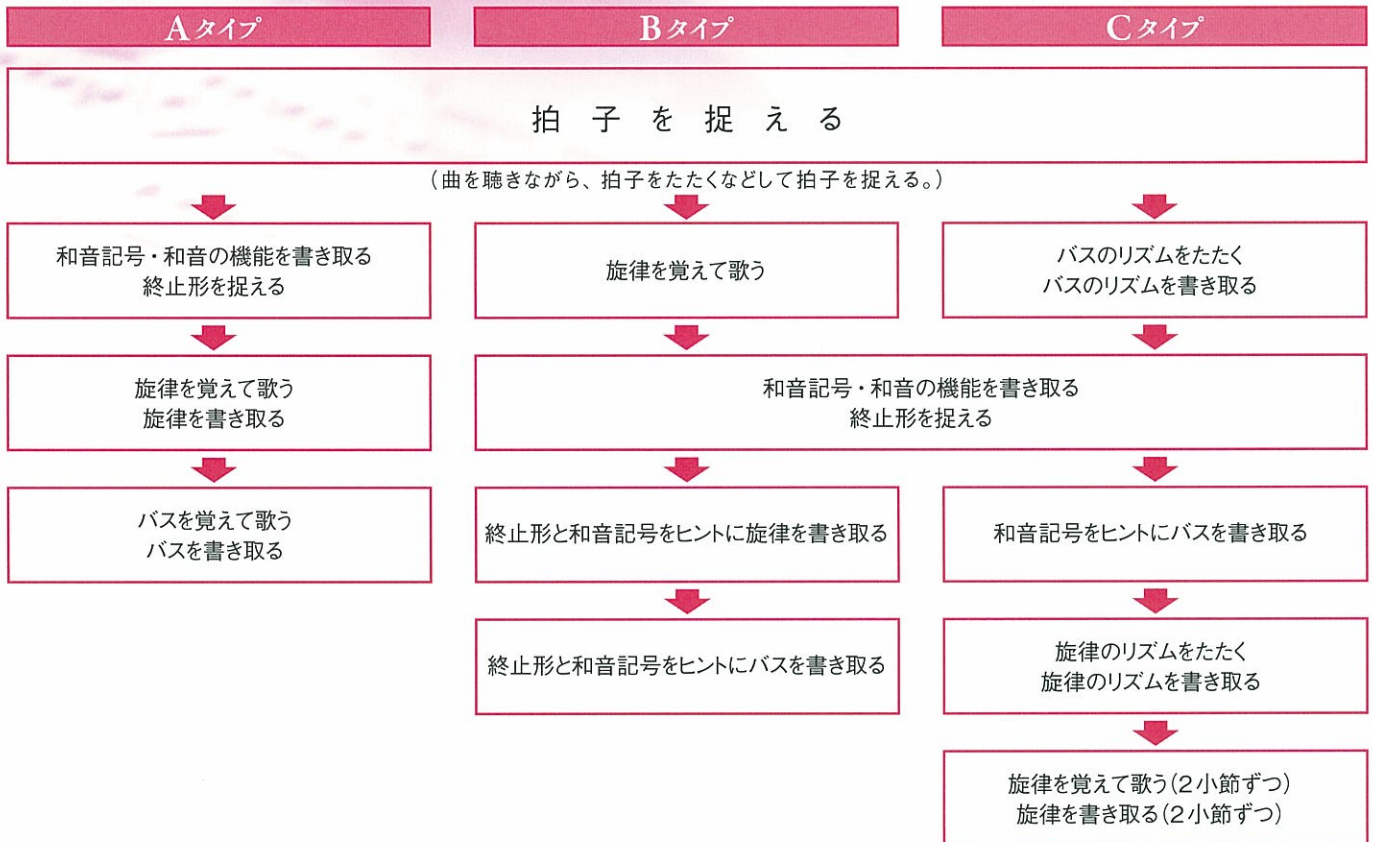 Aタイプ
Bタイプ
Cタイプ
拍子を捉える
(曲を聴きながら、拍子をたたくなどして拍子を捉える。)
和音記号・和音の機能を書き取る
終止形を捉える
旋律を覚えて歌う
バスのリズムをたたく
バスのリズムを書き取る
旋律を覚えて歌う
旋律を書き取る
和音記号・和音の機能を書き取る
終止形を捉える
バスを覚えて歌う
バスを書き取る
終止形と和音記号をヒントに旋律を書き取る
和音記号をヒントにバスを書き取る
終止形と和音記号をヒントにバスを書き取る
旋律のリズムをたたく
旋律のリズムを書き取る
旋律を覚えて歌う(2小節ずつ)
旋律を書き取る(2小節ずつ)